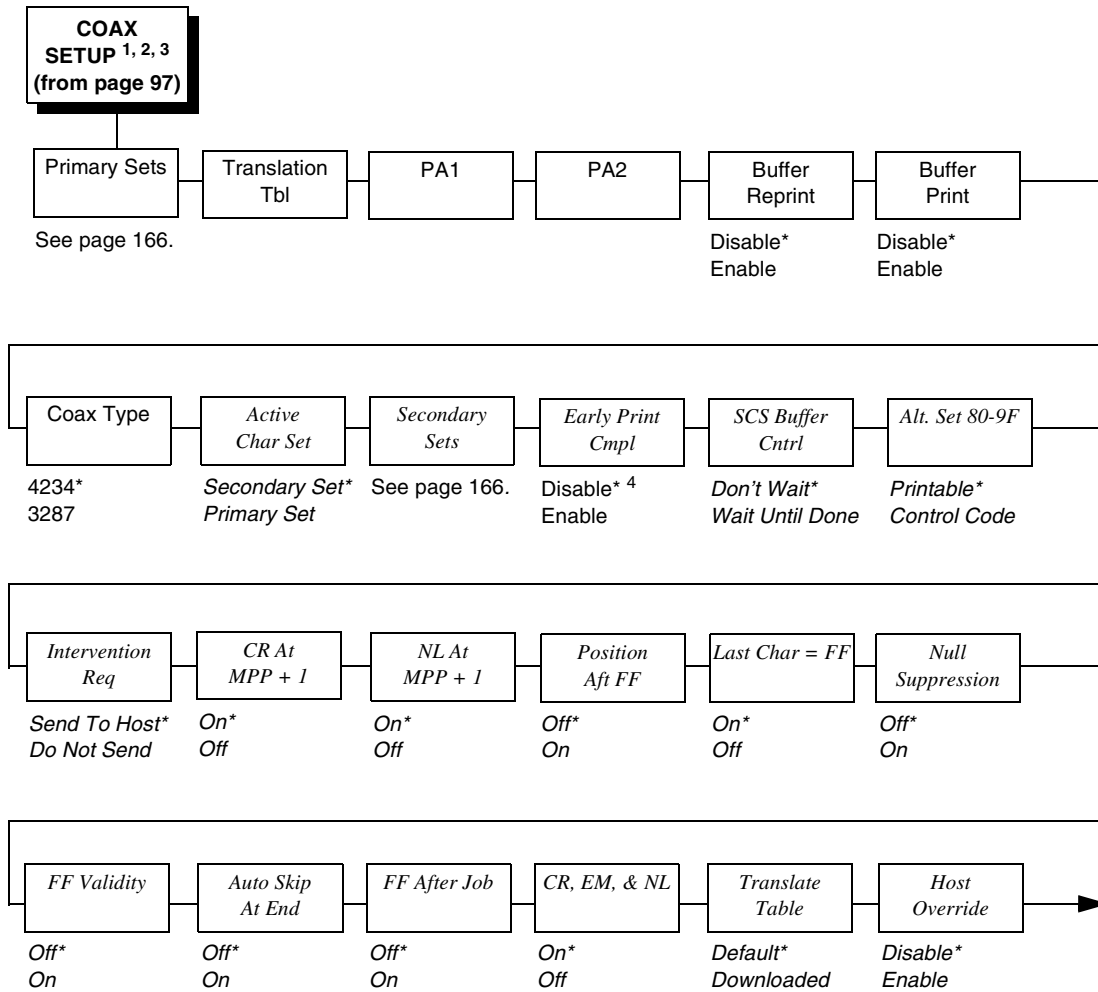 COAX
SETUP 1, 2, 3
(from page 97)
Primary Sets
See page 166.
Translation
Tbl
PA1
PA2
Buffer
Reprint
Disable*
Enable
Buffer
Print
Disable*
Enable
Coax Type
4234*
3287
Active
Char Set
Secondary Set*
Primary Set
Secondary
Sets
See page 166.
Early Print
Cmpl
Disable* 4
Enable
SCS Buffer
Cntrl
Don't Wait*
Wait Until Done
Alt. Set 80-9F
Printable*
Control Code
Intervention
Req
Send To Host*
Do Not Send
CR At
MPP + 1
On*
Off
NL At
MPP + 1
On*
Off
Position
Aft FF
Off*
On
Last Char = FF
On*
Off
Null
Suppression
Off*
On
FF Validity
Off*
On
Auto Skip
At End
Off*
On
FF After Job
Off*
On
CR, EM, & NL
On*
Off
Translate
Table
Default*
Downloaded
Host
Override
Disable*
Enable